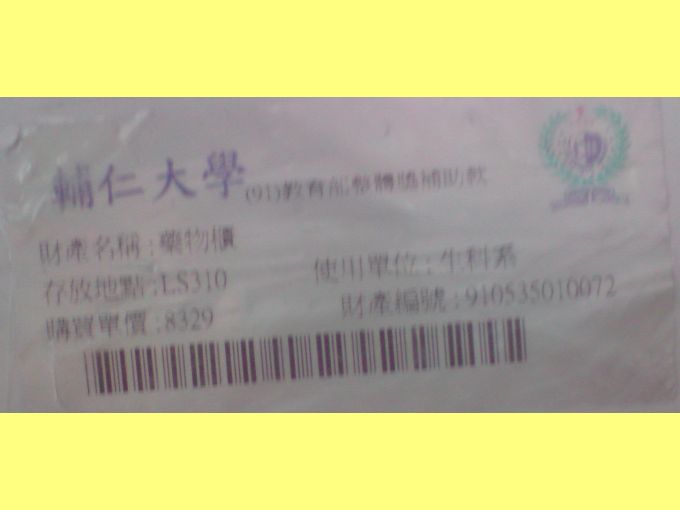 輔仁大學 (91)教育部整體獎補助款
財產名稱：藥物櫃
存放地點：LS310 使用單位：生科系
購買單價：8329 財產編號：910535010072